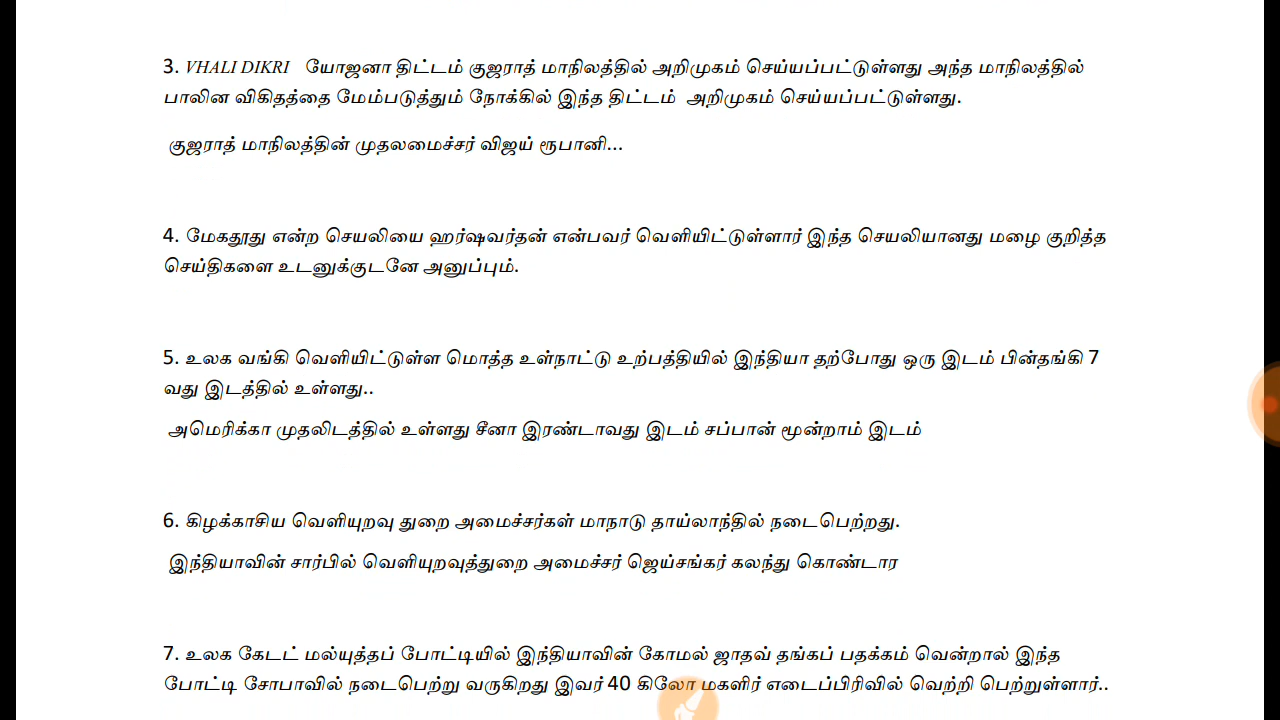 3. VHALI DIKRI யோஜனா திட்டம் குஜராத் மாநிலத்தில் அறிமுகம் செய்யப்பட்டுள்ளது அந்த மாநிலத்தில்
பாலின விகிதத்தை மேம்படுத்தும் நோக்கில் இந்த திட்டம் அறிமுகம் செய்யப்பட்டுள்ளது.
குஜராத் மாநிலத்தின் முதலமைச்சர் விஜய் ரூபானி...
4. மேகதூது என்ற செயலியை ஹர்ஷவர்தன் என்பவர் வெளியிட்டுள்ளார் இந்த செயலியானது மழை குறித்த
செய்திகளை உடனுக்குடனே அனுப்பும்.
5. உலக வங்கி வெளியிட்டுள்ள மொத்த உள்நாட்டு உற்பத்தியில் இந்தியா தற்போது ஒரு இடம் பின்தங்கி 7
வது இடத்தில் உள்ளது..
அமெரிக்கா முதலிடத்தில் உள்ளது சீனா இரண்டாவது இடம் சப்பான் மூன்றாம் இடம்
6. கிழக்காசிய வெளியுறவு துறை அமைச்சர்கள் மாநாடு தாய்லாந்தில் நடைபெற்றது.
இந்தியாவின் சார்பில் வெளியுறவுத்துறை அமைச்சர் ஜெய்சங்கர் கலந்து கொண்டார
7. உலக கேடட் மல்யுத்தப் போட்டியில் இந்தியாவின் கோமல் ஜாதவ் தங்கப் பதக்கம் வென்றால் இந்த
போட்டி சோபாவில் நடைபெற்று வருகிறது இவர் 40 கிலோ மகளிர் எடைப்பிரிவில் வெற்றி பெற்றுள்ளார்..